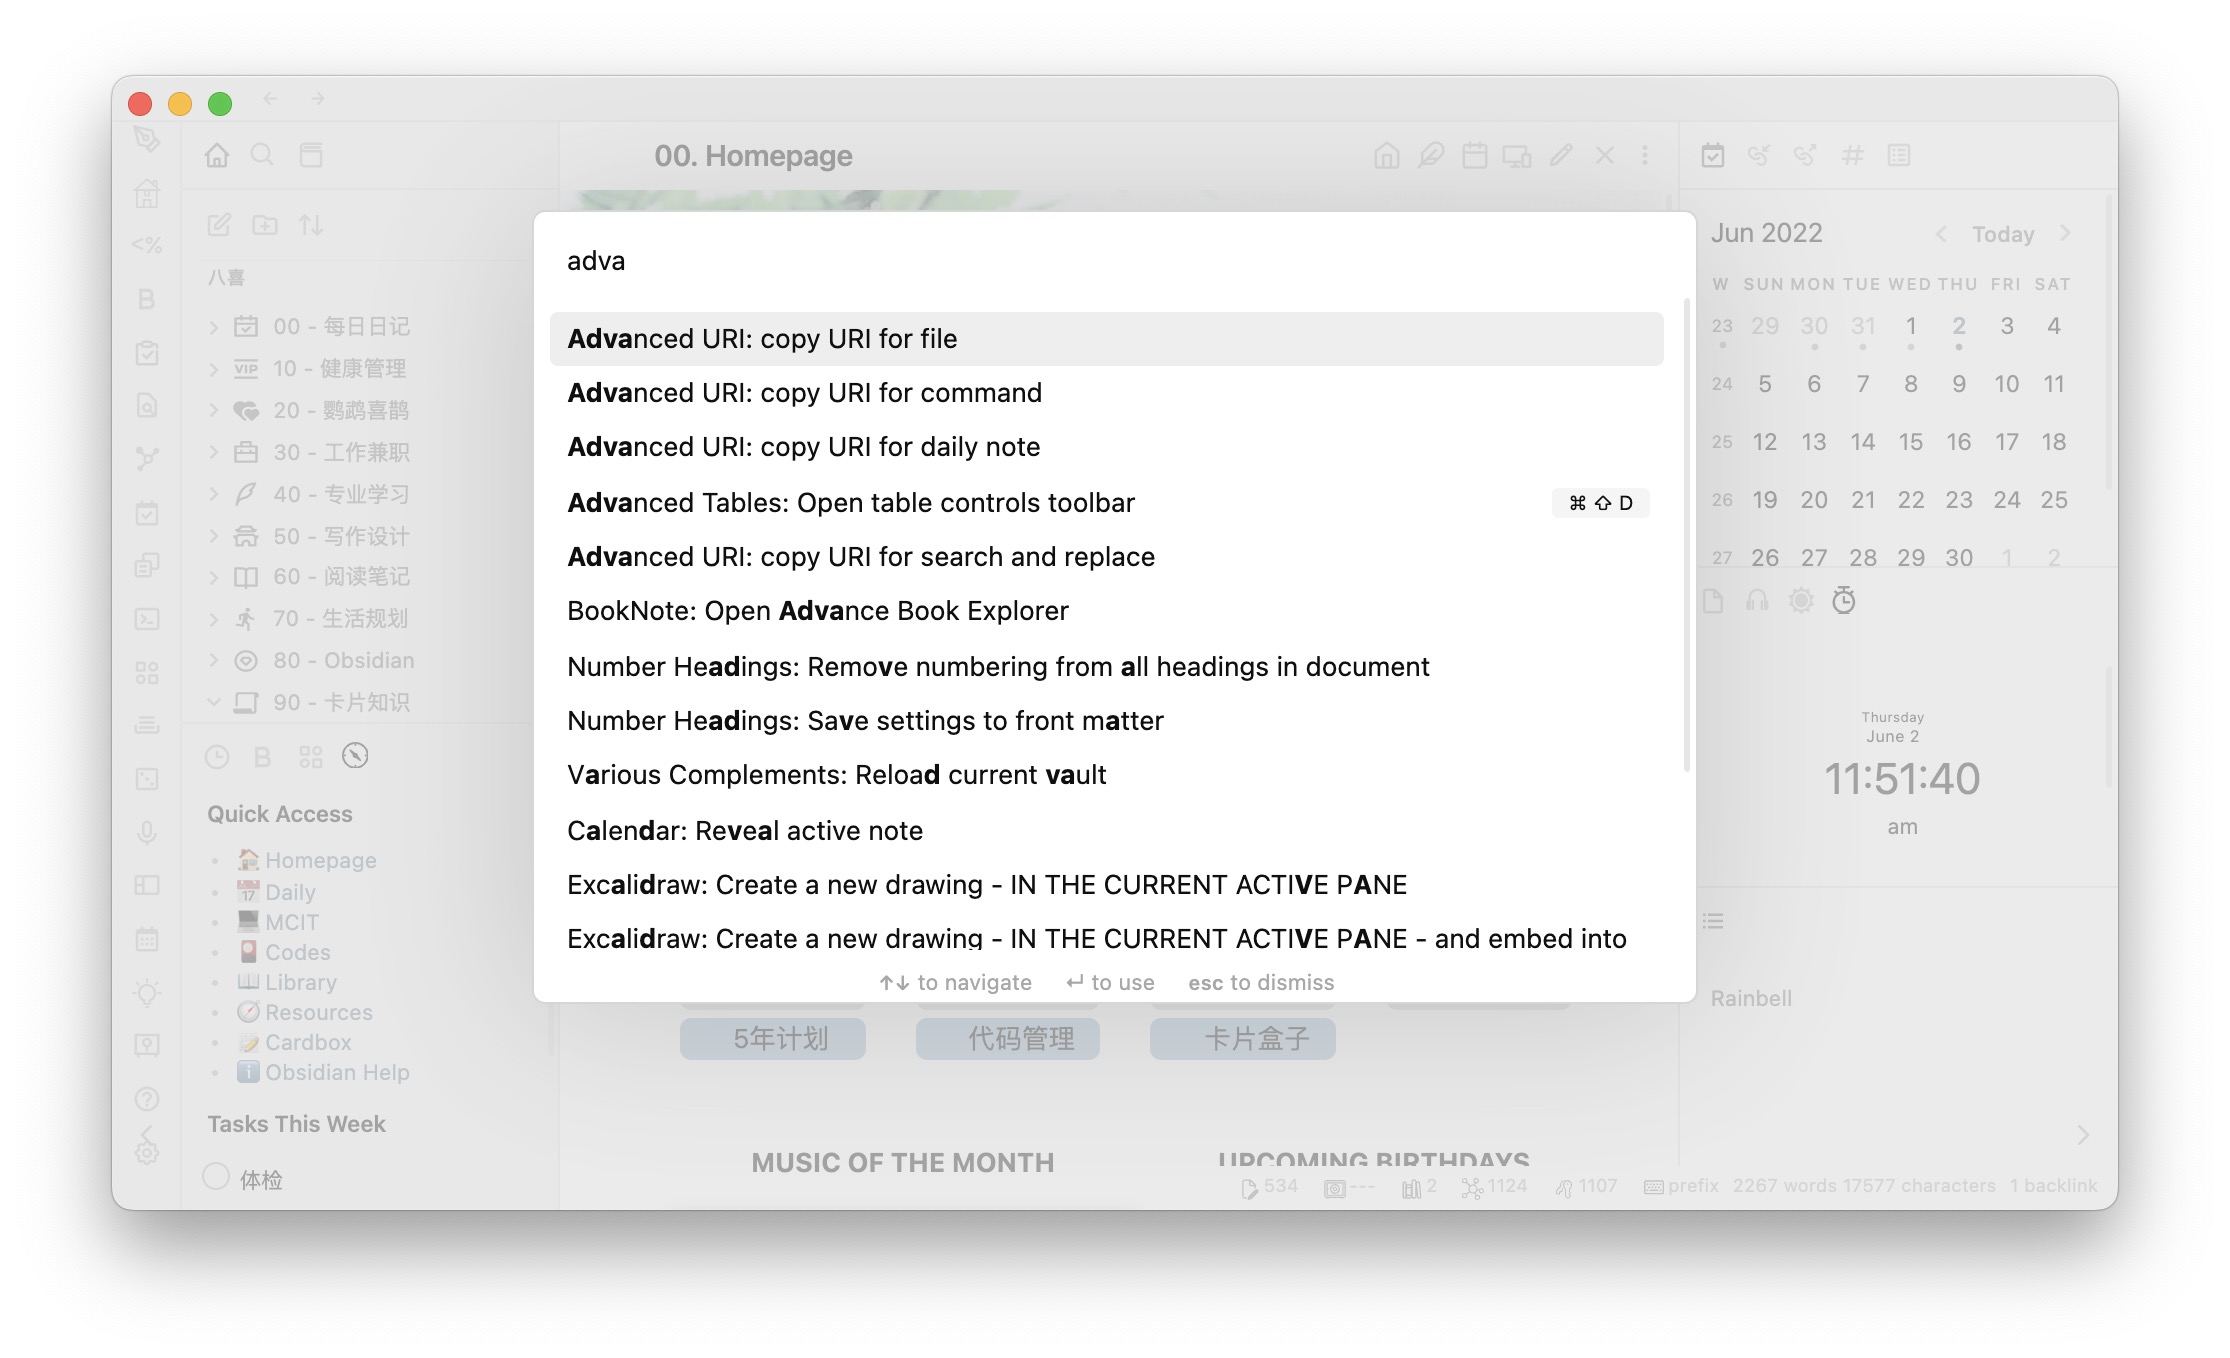 00. Homepage
八喜
00 - 每日日记
10 - 健康管理
20 - 鹦鹉喜鹊
30 - 工作兼职
40 - 专业学习
50 - 写作设计
60 - 阅读笔记
70 - 生活规划
80 - Obsidian
90 - 卡片知识
<%
B
VIP
B
Quick Access
Homepage
Daily
MCIT
Codes
Library
Resources
Cardbox
Obsidian Help
Tasks This Week
体检
adva
Advanced URI: copy URI for file
Advanced URI: copy URI for command
Advanced URI: copy URI for daily note
Advanced Tables: Open table controls toolbar ⌘ ⇧ D
Advanced URI: copy URI for search and replace
BookNote: Open Advance Book Explorer
Number Headings: Remove numbering from all headings in document
Number Headings: Save settings to front matter
Various Complements: Reload current vault
Calendar: Reveal active note
Excalidraw: Create a new drawing - IN THE CURRENT ACTIVE PANE
Excalidraw: Create a new drawing - IN THE CURRENT ACTIVE PANE - and embed into
↑↓ to navigate ↵ to use esc to dismiss
5年计划 代码管理 卡片盒子
MUSIC OF THE MONTH UPCOMING BIRTHDAYS
Jun 2022 Today
W SUN MON TUE WED THU FRI SAT
23 29 30 31 1 2 3 4
24 5 6 7 8 9 10 11
25 12 13 14 15 16 17 18
26 19 20 21 22 23 24 25
27 26 27 28 29 30 1 2
Thursday
June 2
11:51:40
am
Rainbell
534 --- 2 1124 1107 prefix 2267 words 17577 characters 1 backlink